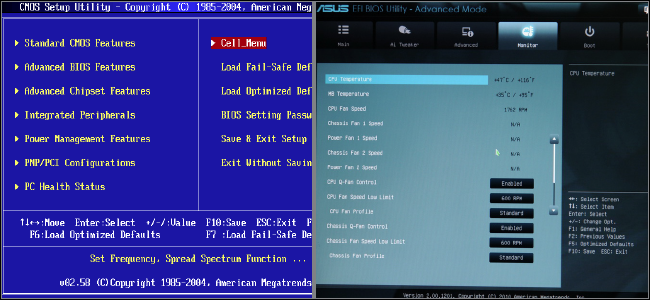 CMOS Setup Utility - Copyright (C) 1985-2004, American Megat
Standard CMOS Features
Advanced BIOS Features
Advanced Chipset Features
Integrated Peripherals
Power Management Features
PNP/PCI Configurations
PC Health Status
Cell Menu
Load Fail-Safe Def
Load Optimized Defa
BIOS Setting Passw
Save & Exit Setup
Exit Without Savin
↑↓←→:Move Enter:Select +/-/:Value F10:Save ESC:Exit F
F6:Load Optimized Defaults F7 :Load Fail-Safe De
Set Frequency, Spread Spectrum Function ...
v02.58 (C)Copyright 1985-2004, American Megatrends
ASUS EFI BIOS Utility - Advanced Mode
Main
Ai Tweaker
Advanced
Monitor
Boot
CPU Temperature +47°C / +116°F
MB Temperature +35°C / +95°F
CPU Fan Speed 1762 RPM
Chassis Fan 1 Speed N/A
Power Fan 1 Speed N/A
Chassis Fan 2 Speed N/A
Power Fan 2 Speed N/A
CPU Q-Fan Control Enabled
CPU Fan Speed Low Limit 600 RPM
CPU Fan Profile Standard
Chassis Q-Fan Control Enabled
Chassis Fan Speed Low Limit 600 RPM
Chassis Fan Profile Standard
CPU Temperature
↔: Select Screen
↑↓: Select Item
Enter: Select
+/-: Change Opt.
F1: General Help
F2: Previous Values
F5: Optimized Defaults
F10: Save ESC: Exit
Version 2.00.1201. Copyright (C) 2010 American Megatrends